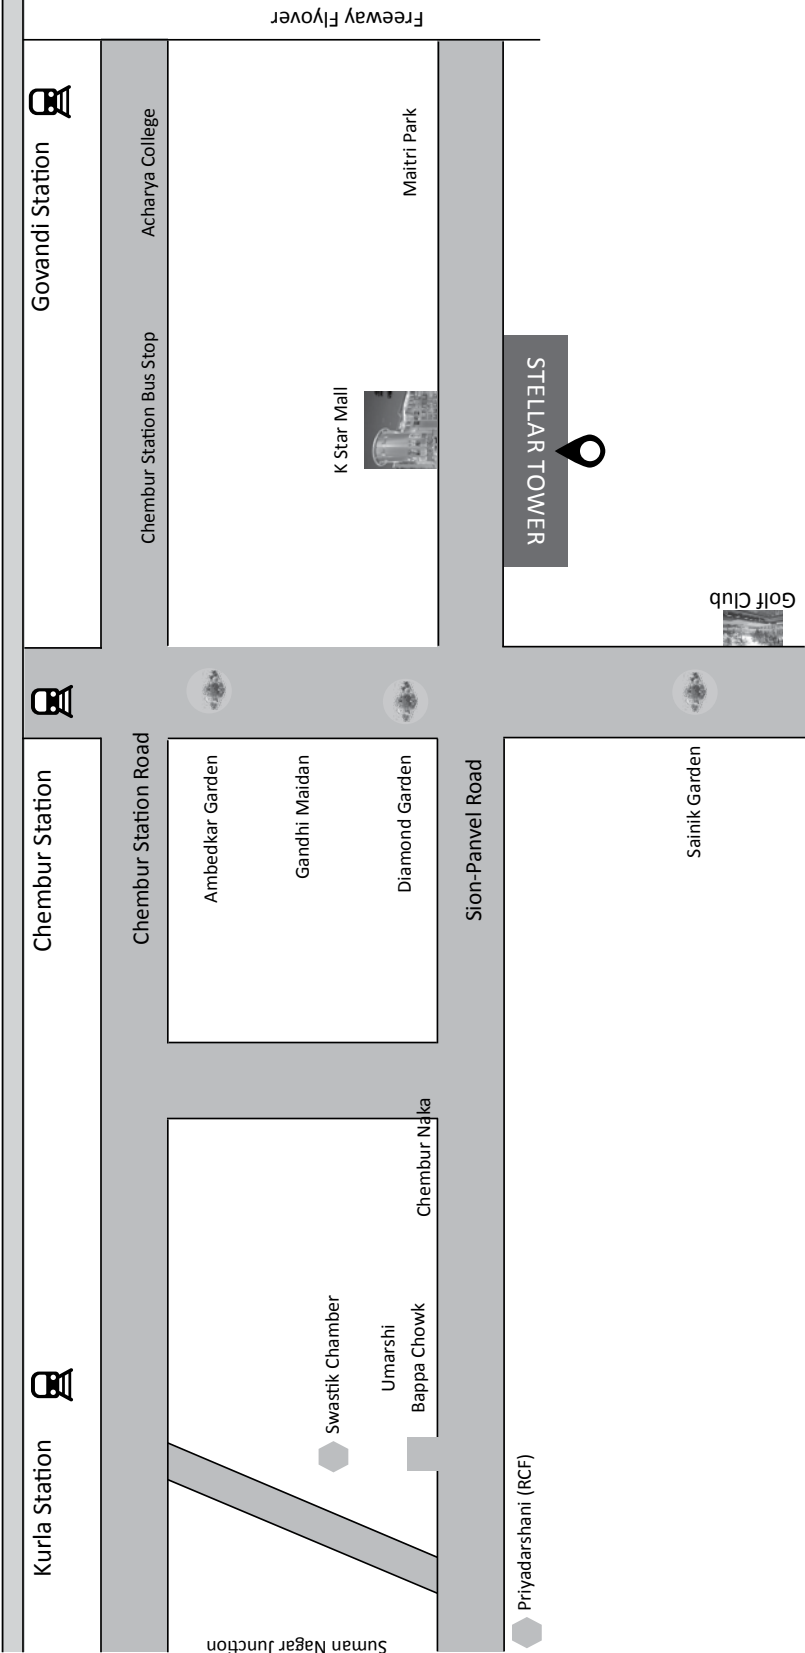 Freeway Flyover
Govandi Station
Acharya College
Maitri Park
Chembur Station Bus Stop
K Star Mall
STELLAR TOWER
Golf Club
Chembur Station
Chembur Station Road
Ambedkar Garden
Gandhi Maidan
Diamond Garden
Sion-Panvel Road
Sainik Garden
Chembur Naka
Swastik Chamber
Umarshi
Bappa Chowk
Kurla Station
Priyadarshani (RCF)
Suman Nagar Junction